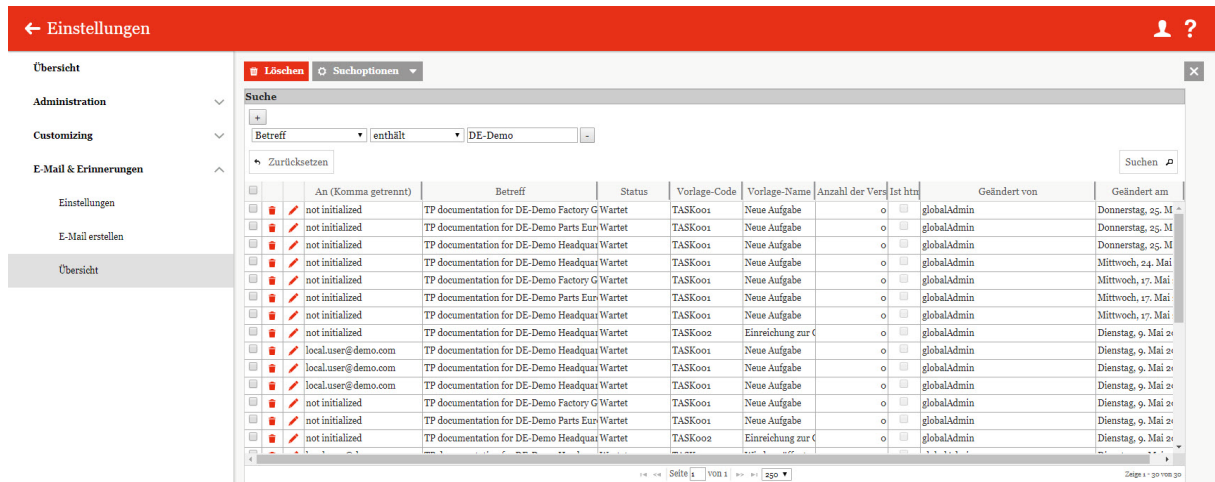 Einstellungen
?
Übersicht
Administration
Customizing
E-Mail & Erinnerungen
Einstellungen
E-Mail erstellen
Übersicht
Löschen Suchoptionen
Suche
+
Betreff enthält DE-Demo -
Zurücksetzen Suchen
An (Komma getrennt) Betreff Status Vorlage-Code Vorlage-Name Anzahl der Vers Ist htm Geändert von Geändert am
not initialized TP documentation for DE-Demo Factory G Wartet TASK001 Neue Aufgabe 0 globalAdmin Donnerstag, 25. M
not initialized TP documentation for DE-Demo Parts Eur Wartet TASK001 Neue Aufgabe 0 globalAdmin Donnerstag, 25. M
not initialized TP documentation for DE-Demo Headquar Wartet TASK001 Neue Aufgabe 0 globalAdmin Donnerstag, 25. M
not initialized TP documentation for DE-Demo Headquar Wartet TASK001 Neue Aufgabe 0 globalAdmin Mittwoch, 24. Mai
not initialized TP documentation for DE-Demo Factory G Wartet TASK001 Neue Aufgabe 0 globalAdmin Mittwoch, 17. Mai
not initialized TP documentation for DE-Demo Parts Eur Wartet TASK001 Neue Aufgabe 0 globalAdmin Mittwoch, 17. Mai
not initialized TP documentation for DE-Demo Headquar Wartet TASK001 Neue Aufgabe 0 globalAdmin Mittwoch, 17. Mai
not initialized TP documentation for DE-Demo Headquar Wartet TASK002 Einreichung zur G 0 globalAdmin Dienstag, 9. Mai 20
local.user@demo.com TP documentation for DE-Demo Headquar Wartet TASK001 Neue Aufgabe 0 globalAdmin Dienstag, 9. Mai 20
local.user@demo.com TP documentation for DE-Demo Headquar Wartet TASK001 Neue Aufgabe 0 globalAdmin Dienstag, 9. Mai 20
local.user@demo.com TP documentation for DE-Demo Headquar Wartet TASK001 Neue Aufgabe 0 globalAdmin Dienstag, 9. Mai 20
not initialized TP documentation for DE-Demo Factory G Wartet TASK001 Neue Aufgabe 0 globalAdmin Dienstag, 9. Mai 20
not initialized TP documentation for DE-Demo Parts Eur Wartet TASK001 Neue Aufgabe 0 globalAdmin Dienstag, 9. Mai 20
not initialized TP documentation for DE-Demo Headquar Wartet TASK002 Einreichung zur G 0 globalAdmin Dienstag, 9. Mai 20
Seite 1 von 1 250 Zeige 1 - 30 von 30